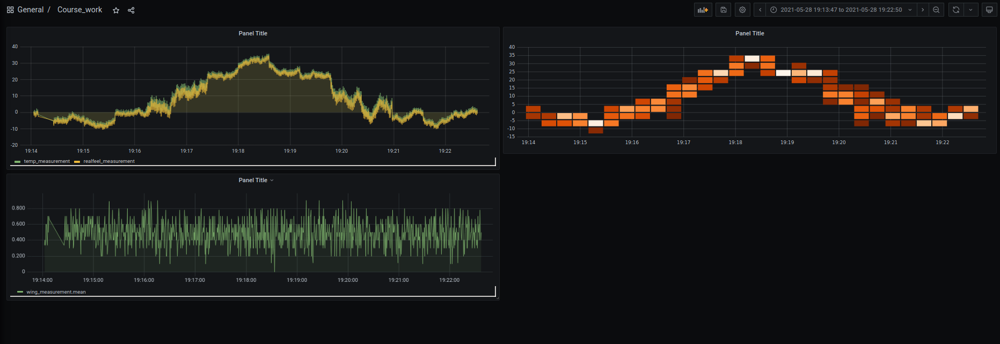 General / Course_work
2021-05-28 19:13:47 to 2021-05-28 19:22:50
Panel Title
40
30
20
10
0
-10
-20
19:14 19:15 19:16 19:17 19:18 19:19 19:20 19:21 19:22
temp_measurement realfeel_measurement
Panel Title
40
35
30
25
20
15
10
5
0
-5
-10
-15
19:14 19:15 19:16 19:17 19:18 19:19 19:20 19:21 19:22
Panel Title
0.800
0.600
0.400
0.200
0
19:14:00 19:15:00 19:16:00 19:17:00 19:18:00 19:19:00 19:20:00 19:21:00 19:22:00
wing_measurement.mean